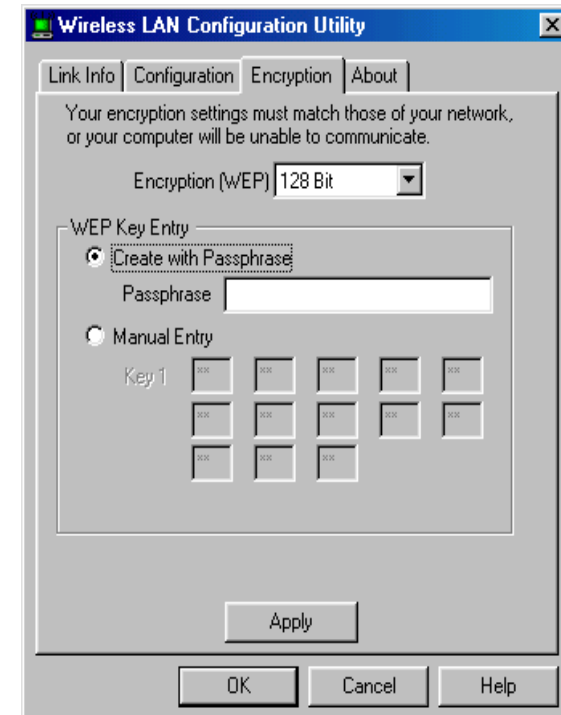 Wireless LAN Configuration Utility
Link Info Configuration Encryption About
Your encryption settings must match those of your network,
or your computer will be unable to communicate.
Encryption (WEP) 128 Bit
WEP Key Entry
Create with Passphrase
Passphrase
Manual Entry
Key 1 ** ** ** ** **
** ** ** ** **
** ** **
Apply
OK Cancel Help